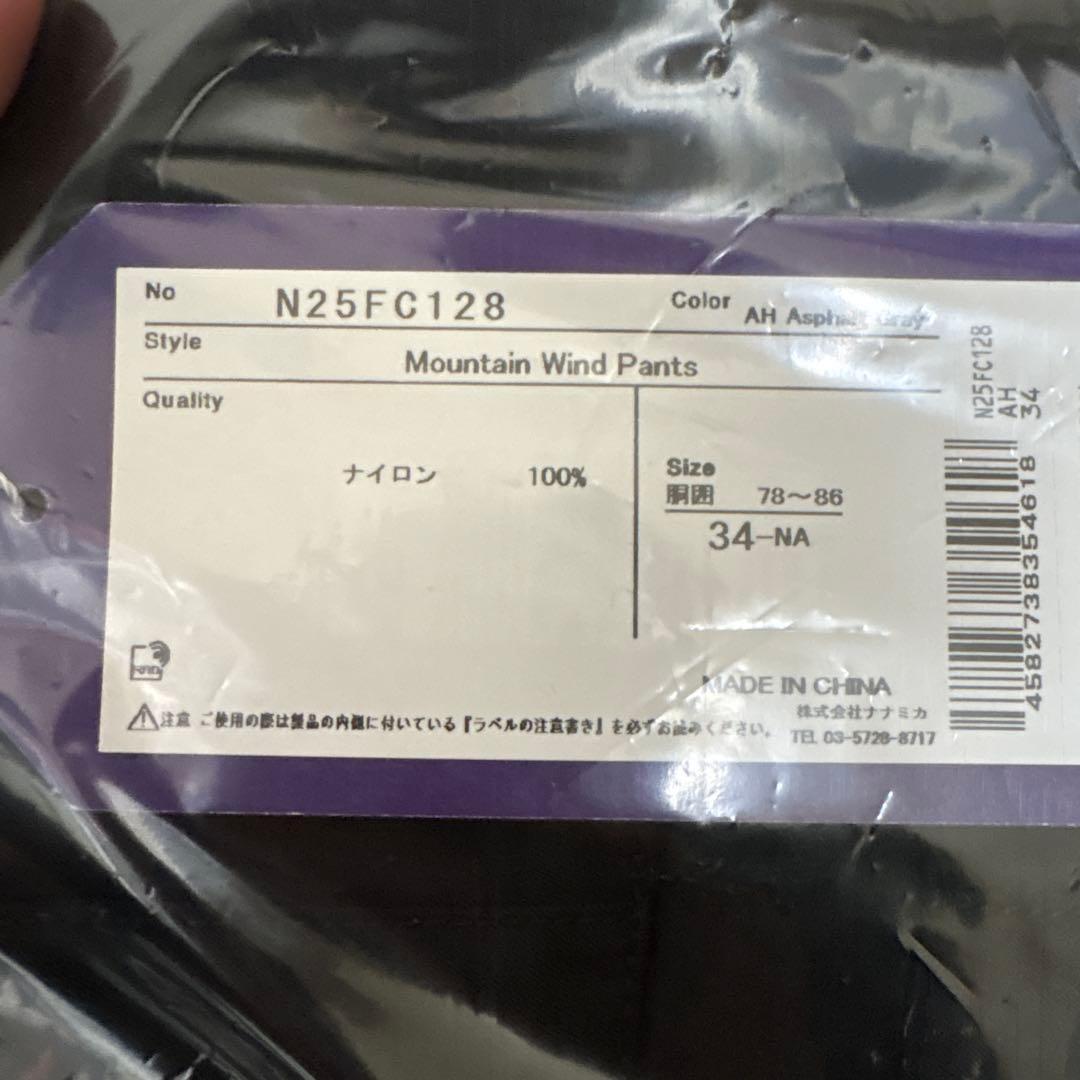 No N25FC128
Color AH Asphalt Gray
Style
Mountain Wind Pants
Quality
ナイロン 100%
Size
胴囲 78～86
34-NA
N25FC128
AH
34
4582738354618
MADE IN CHINA
株式会社ナナミカ
TEL 03-5728-8717
注意 ご使用の際は製品の内側に付いている『ラベルの注意書き』を必ずお読みください。